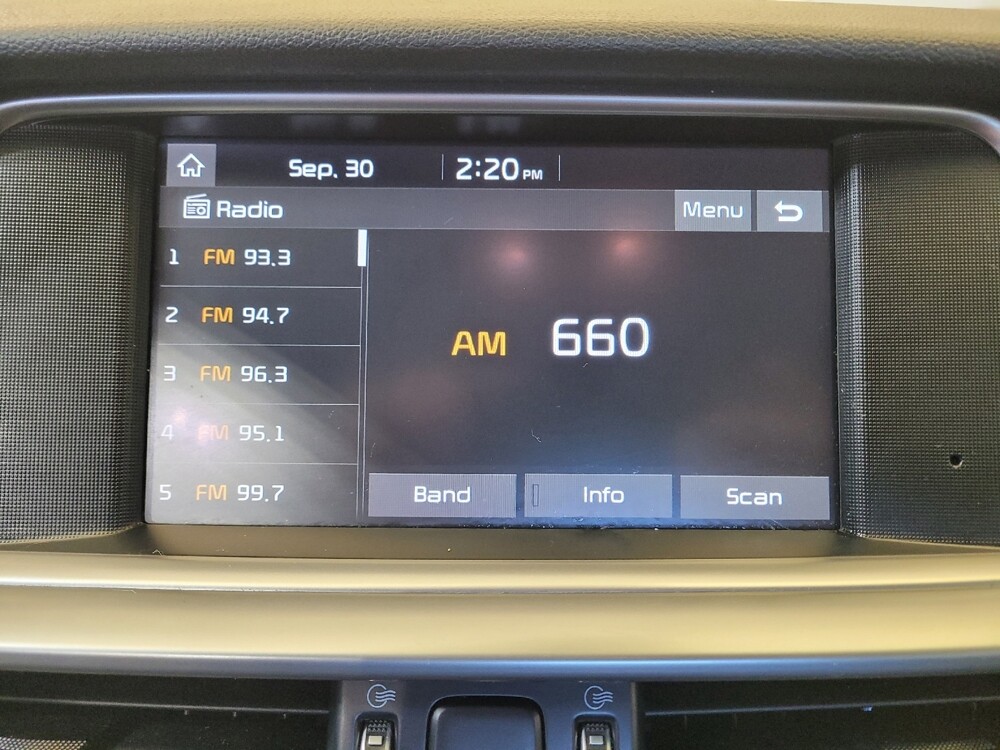 Sep. 30 2:20 PM
Radio Menu
1 FM 93.3
2 FM 94.7
AM 660
3 FM 96.3
4 FM 95.1
5 FM 99.7
Band Info Scan